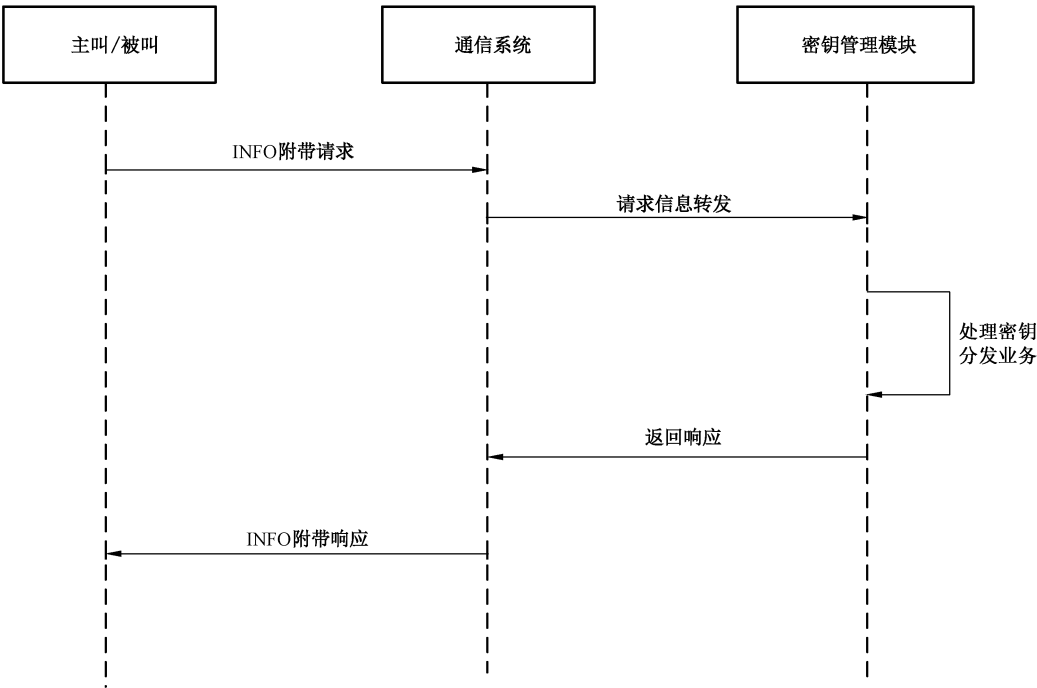 主叫/被叫
通信系统
密钥管理模块
INFO附带请求
请求信息转发
处理密钥
分发业务
返回响应
INFO附带响应